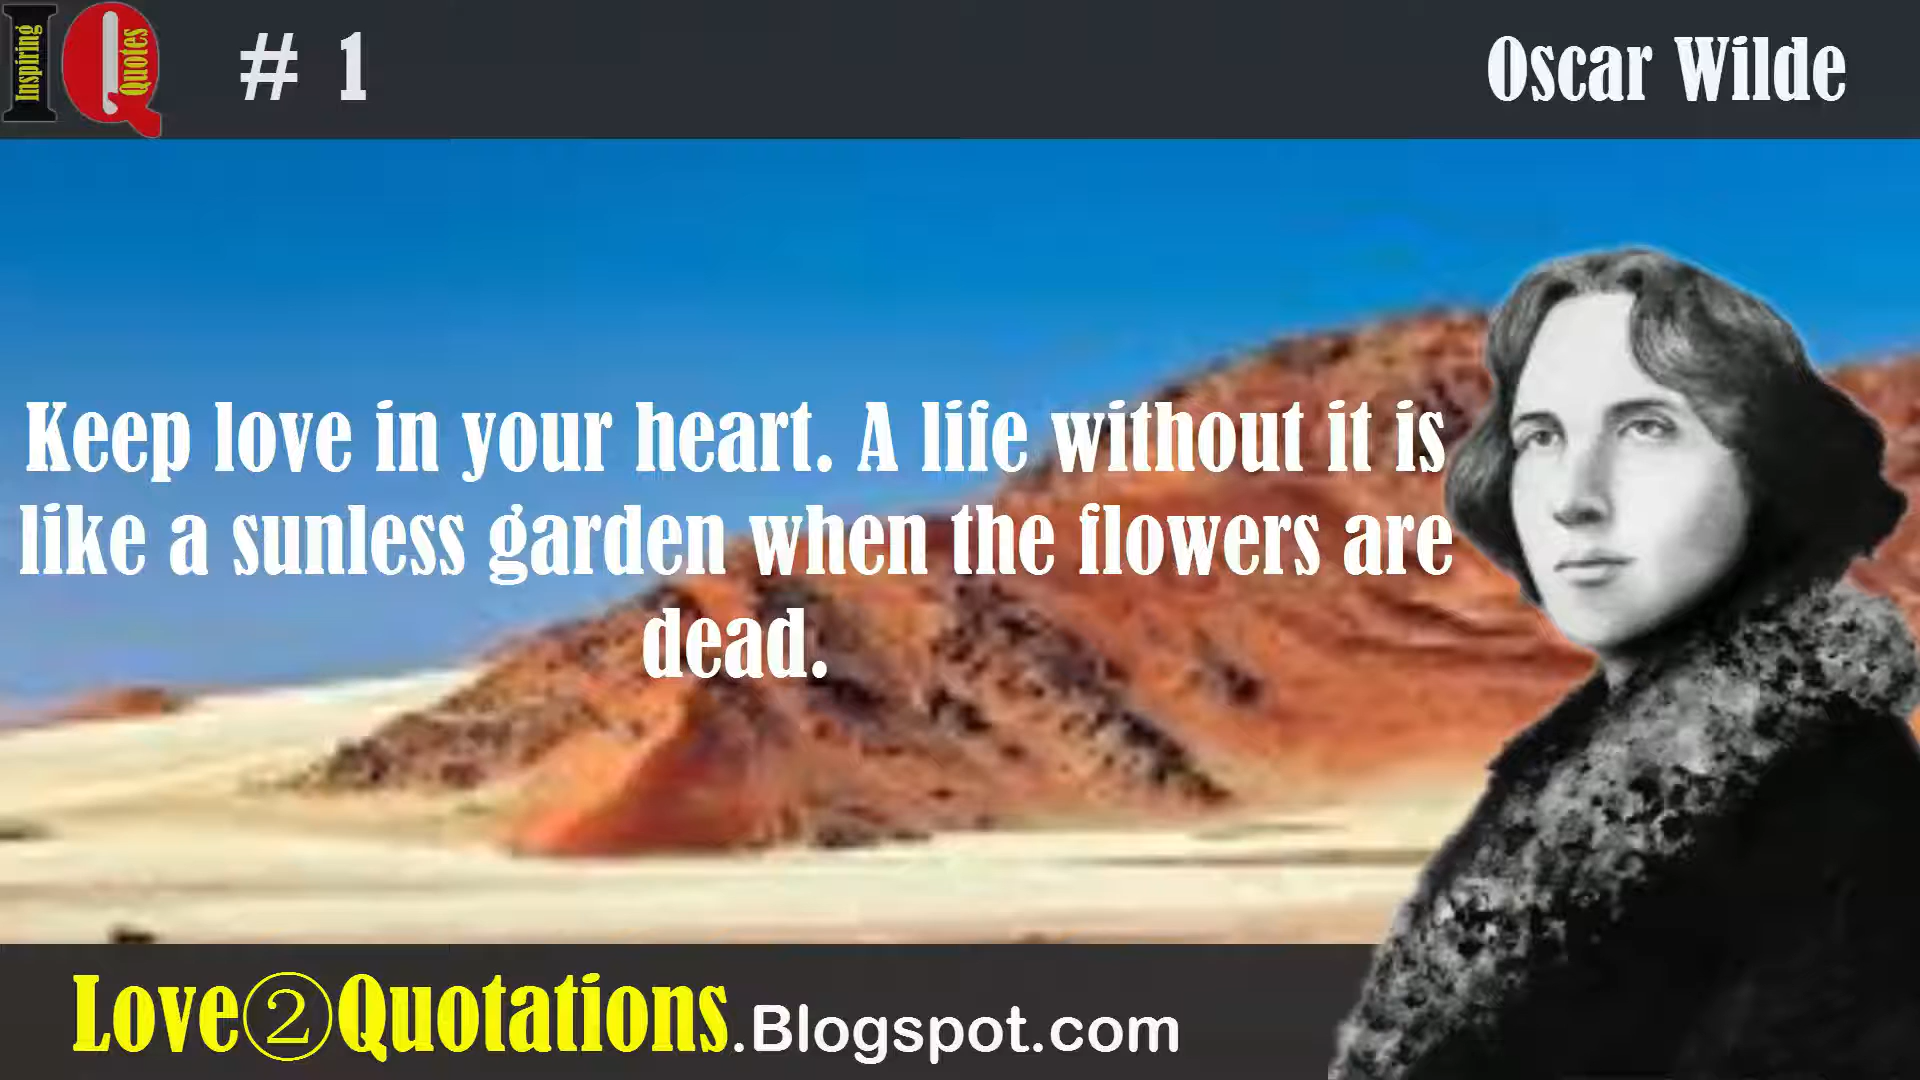 Inspiring
Quotes
# 1
Oscar Wilde
Keep love in your heart. A life without it is
like a sunless garden when the flowers are
dead.
Love②Quotations.Blogspot.com